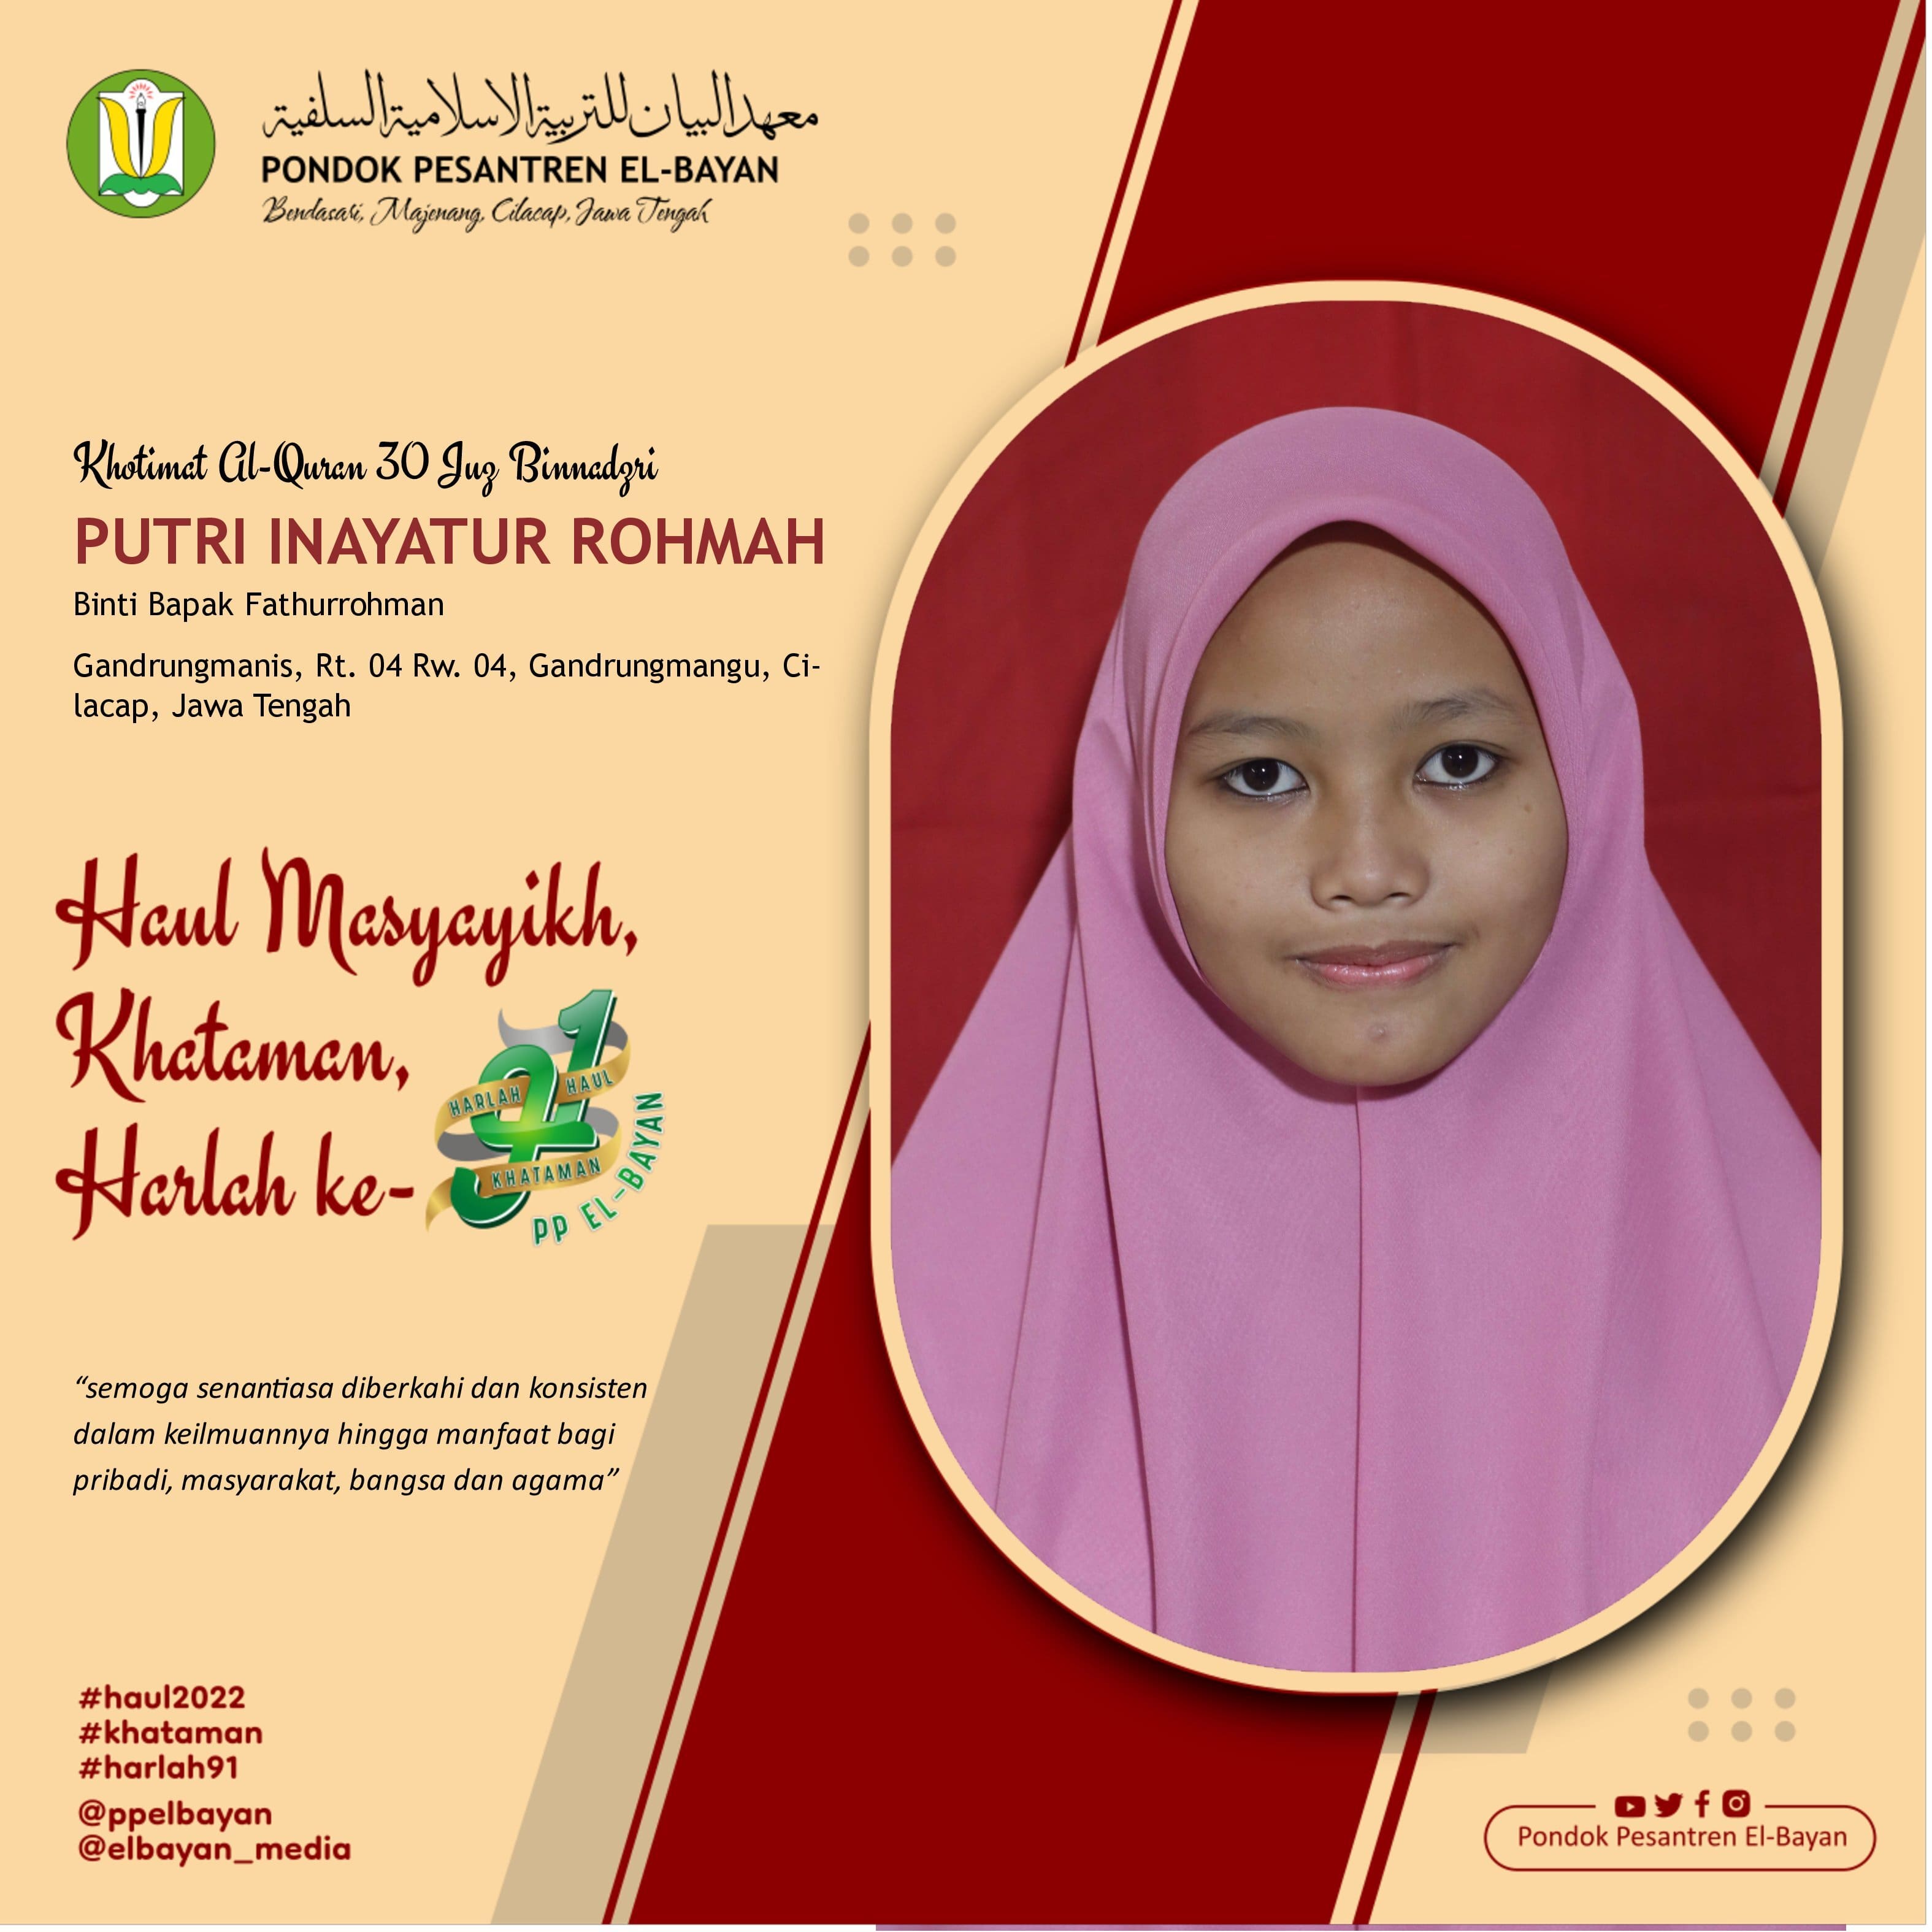 معهد البيان للتربية الاسلامية السلفية
PONDOK PESANTREN EL-BAYAN
Bendasari, Majenang, Cilacap, Jawa Tengah
Khotimat Al-Quran 30 Juz Binnadzri
PUTRI INAYATUR ROHMAH
Binti Bapak Fathurrohman
Gandrungmanis, Rt. 04 Rw. 04, Gandrungmangu, Ci-
lacap, Jawa Tengah
Haul Masyayikh,
Khataman,
Harlah ke-
91
HARLAH HAUL
KHATAMAN
PP EL-BAYAN
“semoga senantiasa diberkahi dan konsisten
dalam keilmuannya hingga manfaat bagi
pribadi, masyarakat, bangsa dan agama”
#haul2022
#khataman
#harlah91
@ppelbayan
@elbayan_media
Pondok Pesantren El-Bayan